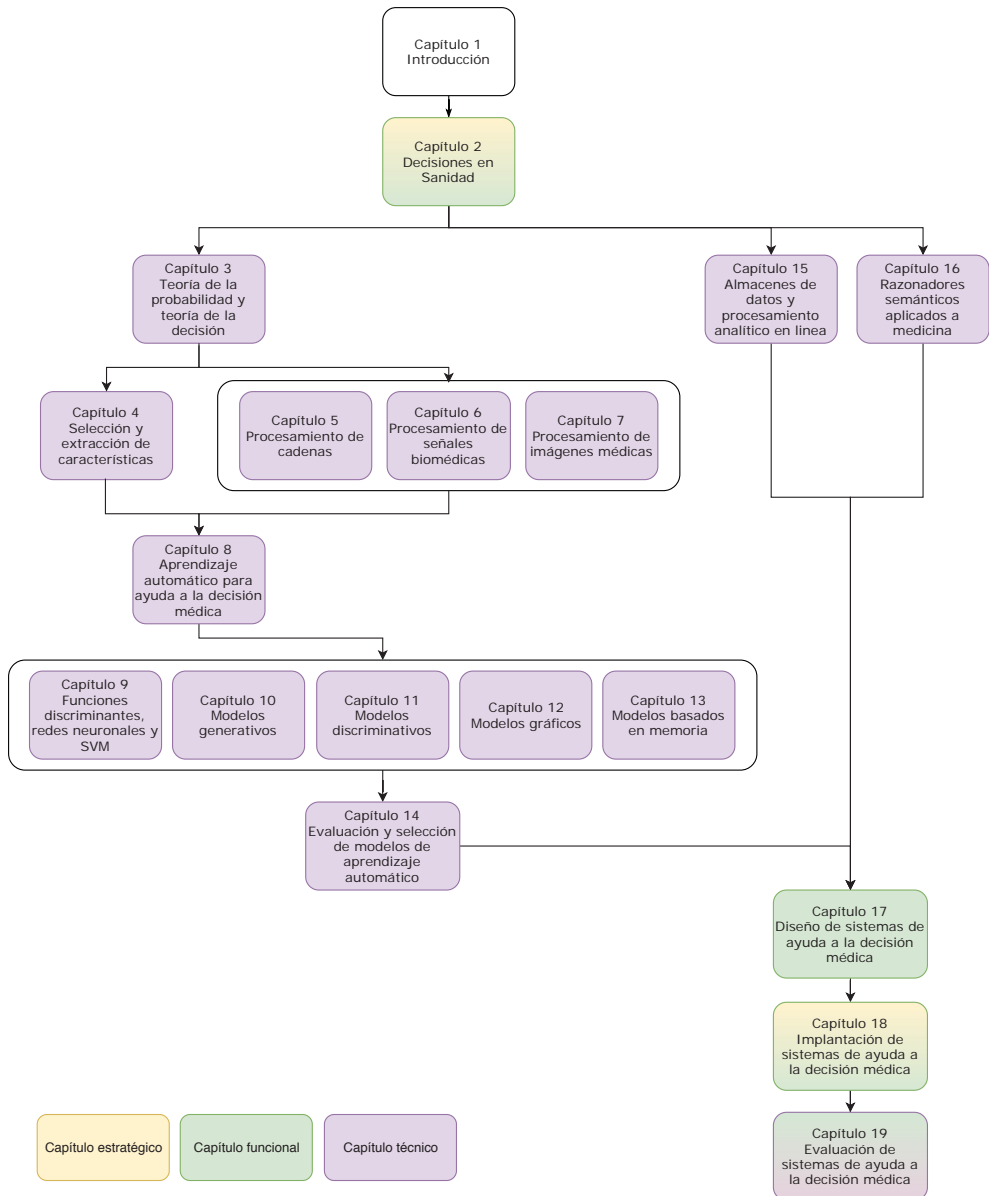 Capítulo 1
Introducción
Capítulo 2
Decisiones en
Sanidad
Capítulo 3
Teoría de la
probabilidad y
teoría de la
decisión
Capítulo 15
Almacenes de
datos y
procesamiento
analítico en linea
Capítulo 16
Razonadores
semánticos
aplicados a
medicina
Capítulo 4
Selección y
extracción de
características
Capítulo 5
Procesamiento de
cadenas
Capítulo 6
Procesamiento de
señales
biomédicas
Capítulo 7
Procesamiento de
imágenes médicas
Capítulo 8
Aprendizaje
automático para
ayuda a la decisión
médica
Capítulo 9
Funciones
discriminantes,
redes neuronales y
SVM
Capítulo 10
Modelos
generativos
Capítulo 11
Modelos
discriminativos
Capítulo 12
Modelos gráficos
Capítulo 13
Modelos basados
en memoria
Capítulo 14
Evaluación y selección
de modelos de
aprendizaje
automático
Capítulo 17
Diseño de sistemas de
ayuda a la decisión
médica
Capítulo 18
Implantación de
sistemas de ayuda a
la decisión médica
Capítulo 19
Evaluación de
sistemas de ayuda a
la decisión médica
Capítulo estratégico
Capítulo funcional
Capítulo técnico